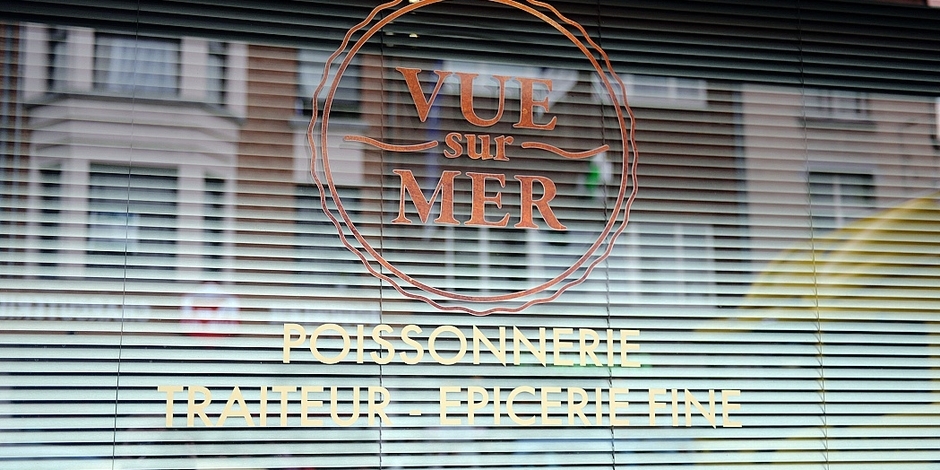 VUE
sur
MER
POISSONNERIE
TRAITEUR - EPICERIE FINE